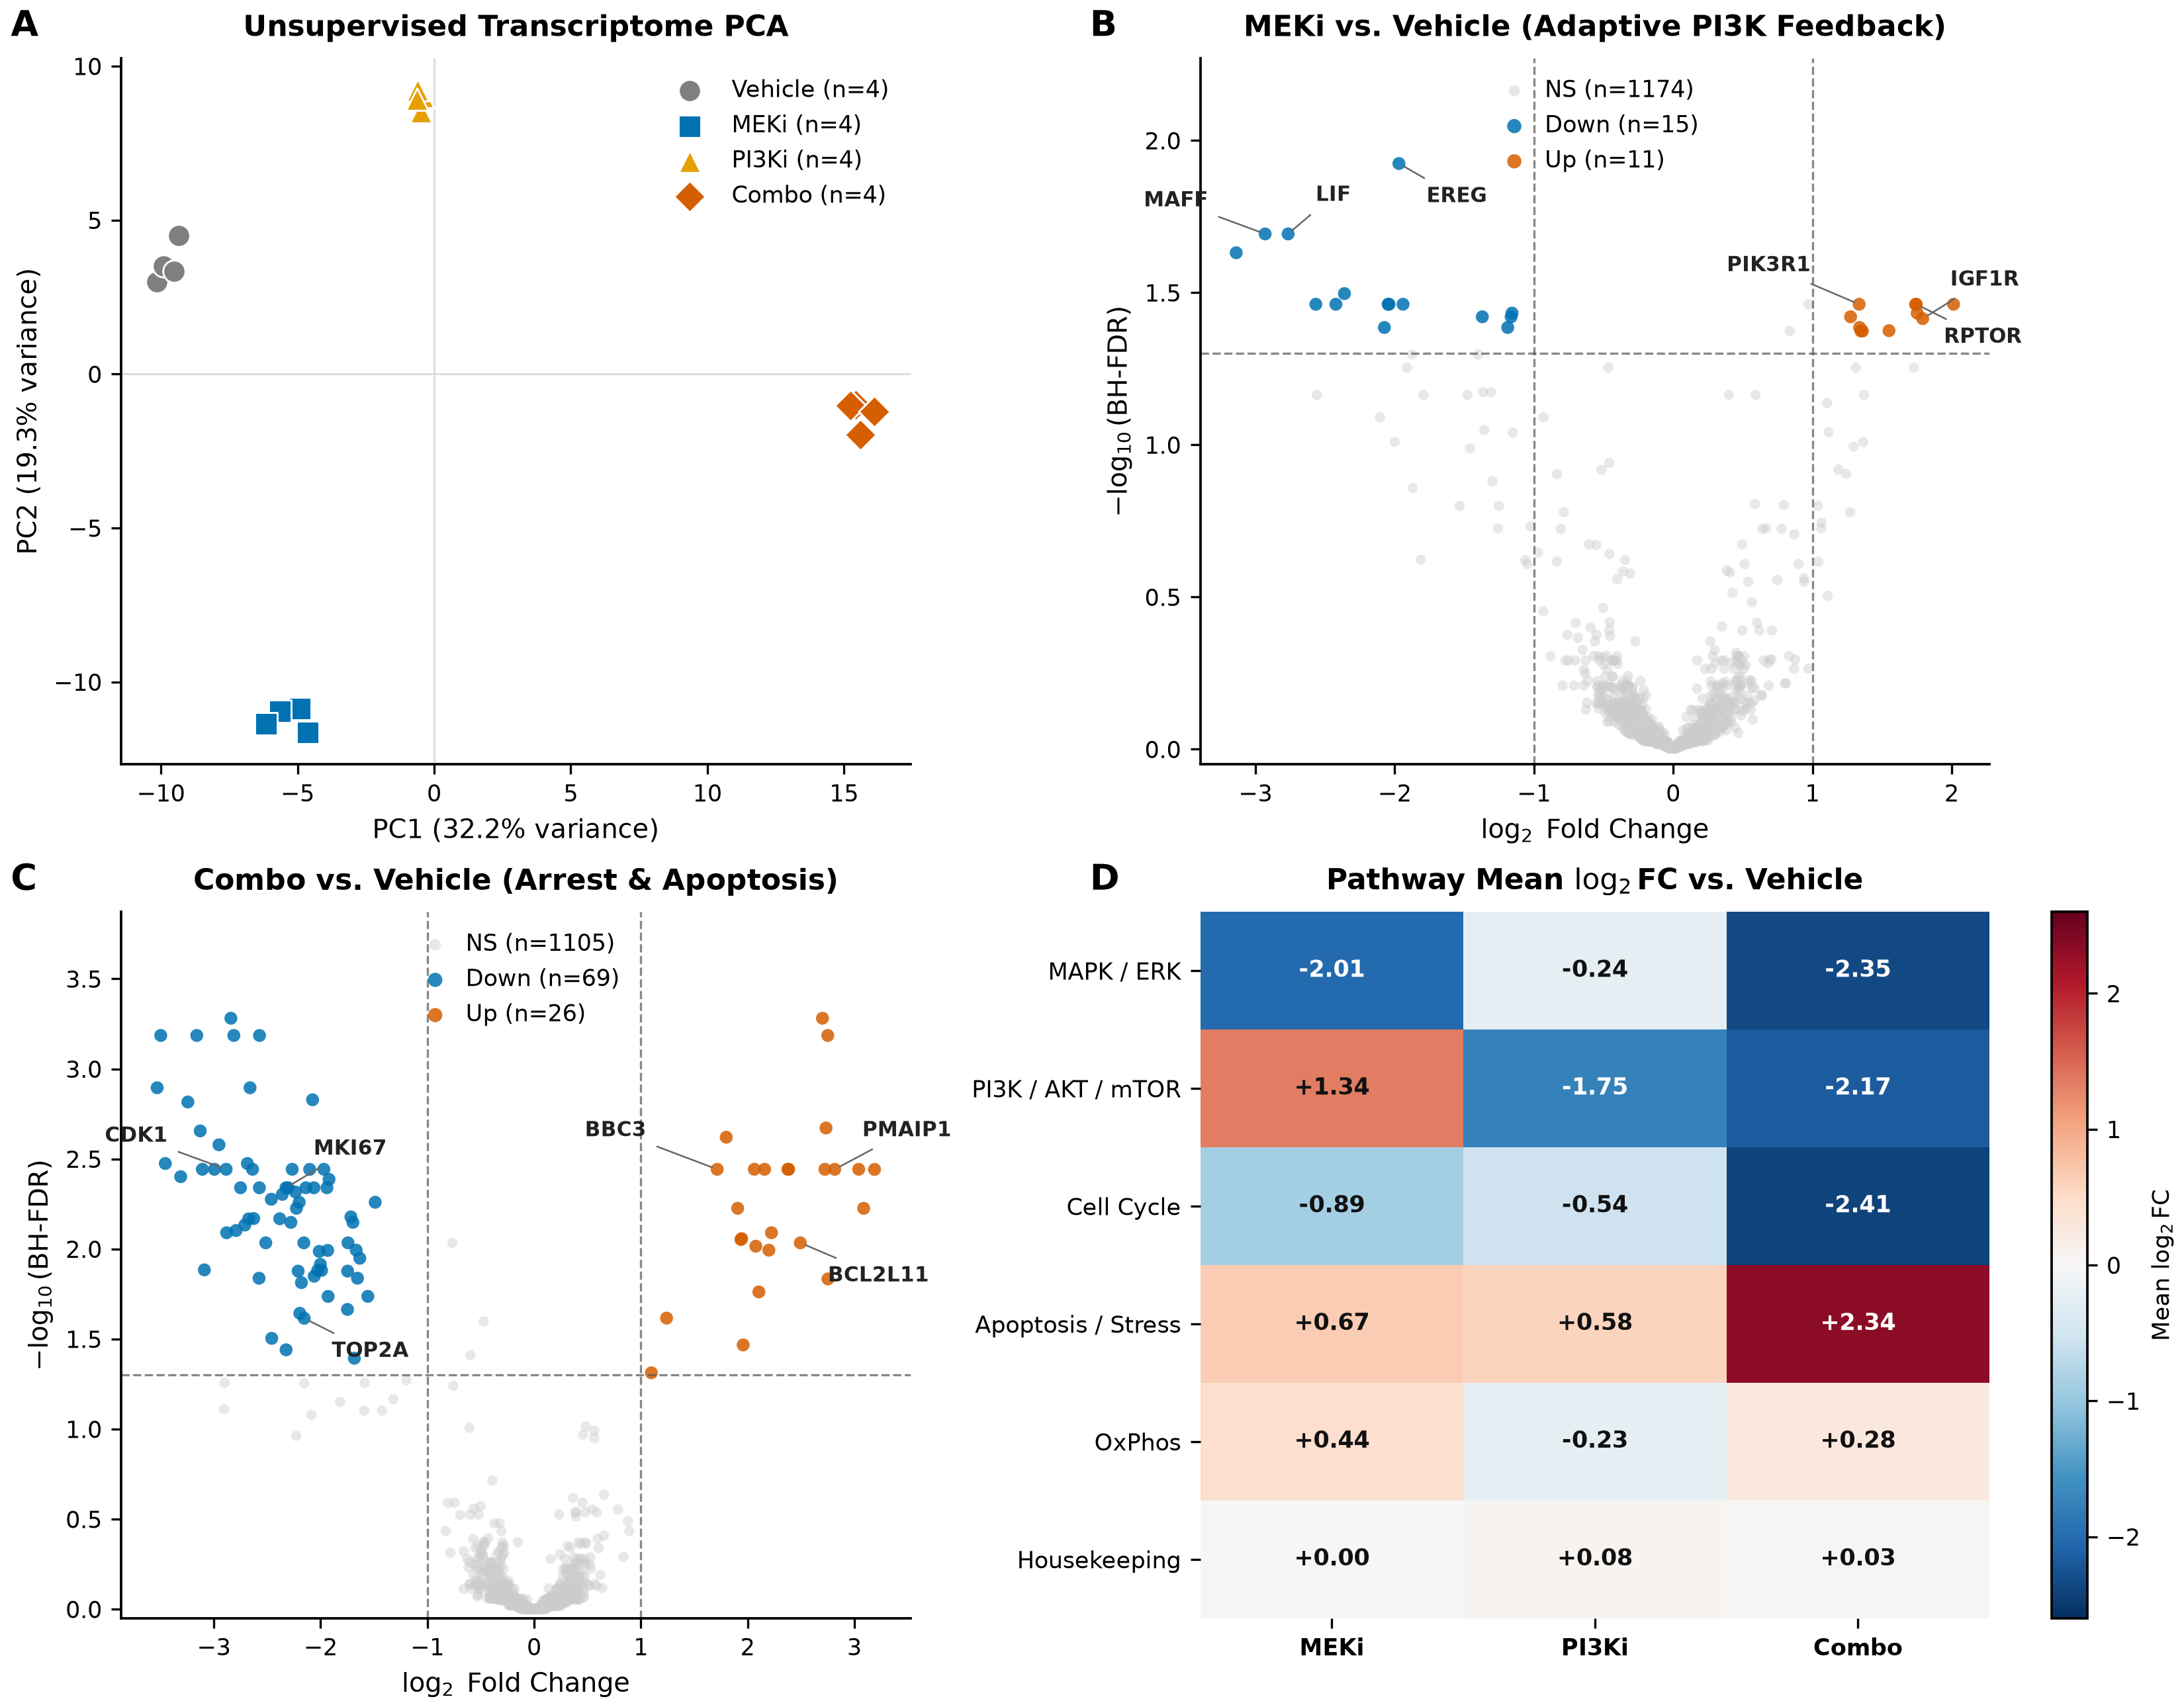 A
Unsupervised Transcriptome PCA
Vehicle (n=4)
MEKi (n=4)
PI3Ki (n=4)
Combo (n=4)
10
5
0
−5
−10
PC2 (19.3% variance)
−10
−5
0
5
10
15
PC1 (32.2% variance)
B
MEKi vs. Vehicle (Adaptive PI3K Feedback)
NS (n=1174)
Down (n=15)
Up (n=11)
MAFF
LIF
EREG
PIK3R1
IGF1R
RPTOR
2.0
1.5
1.0
0.5
0.0
−log₁₀(BH-FDR)
−3
−2
−1
0
1
2
log₂ Fold Change
C
Combo vs. Vehicle (Arrest & Apoptosis)
NS (n=1105)
Down (n=69)
Up (n=26)
CDK1
MKI67
BBC3
PMAIP1
BCL2L11
TOP2A
3.5
3.0
2.5
2.0
1.5
1.0
0.5
0.0
−log₁₀(BH-FDR)
−3
−2
−1
0
1
2
3
log₂ Fold Change
D
Pathway Mean log₂FC vs. Vehicle
MAPK / ERK -2.01 -0.24 -2.35
PI3K / AKT / mTOR +1.34 -1.75 -2.17
Cell Cycle -0.89 -0.54 -2.41
Apoptosis / Stress +0.67 +0.58 +2.34
OxPhos +0.44 -0.23 +0.28
Housekeeping +0.00 +0.08 +0.03
MEKi PI3Ki Combo
2
1
0
−1
−2
Mean log₂FC